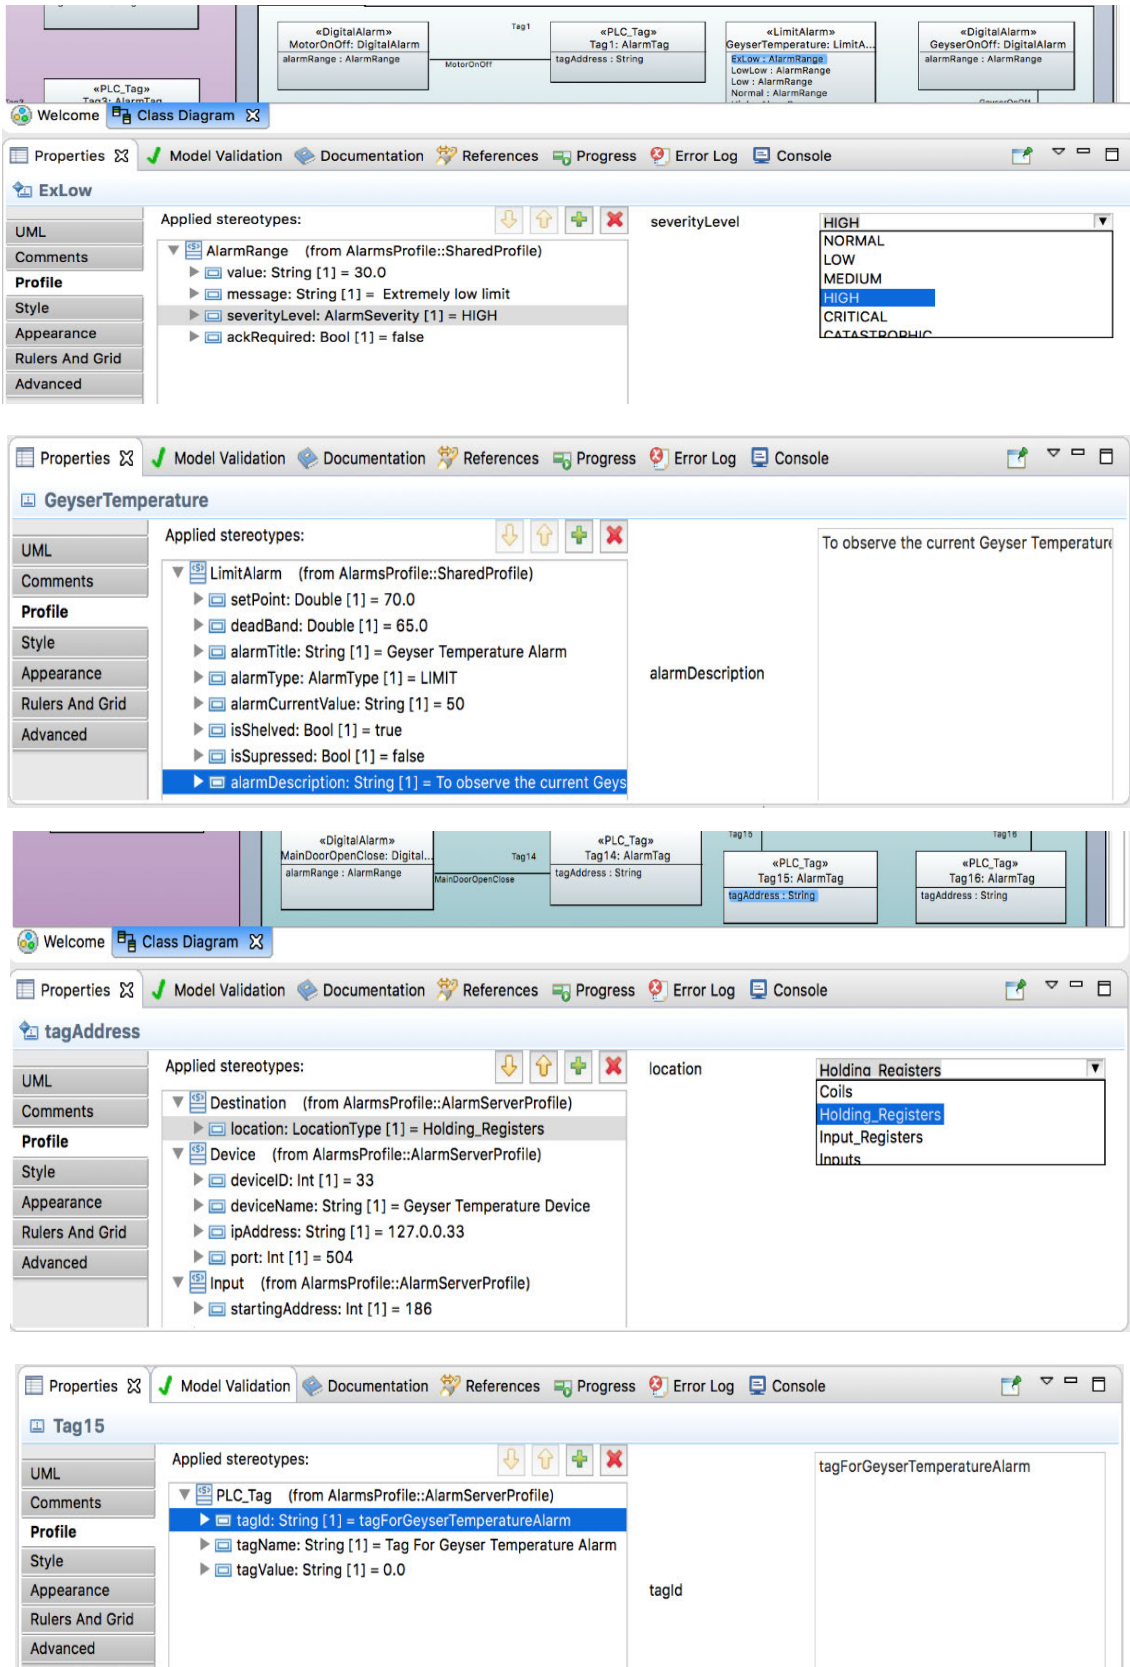 «DigitalAlarm»
MotorOnOff: DigitalAlarm
alarmRange : AlarmRange
MotorOnOff
Tag1
«PLC_Tag»
Tag1: AlarmTag
tagAddress : String
«LimitAlarm»
GeyserTemperature: LimitA...
ExLow : AlarmRange
LowLow : AlarmRange
Low : AlarmRange
Normal : AlarmRange
«DigitalAlarm»
GeyserOnOff: DigitalAlarm
alarmRange : AlarmRange
GeyserOnOff
«PLC_Tag»
Tag3: AlarmTag
Welcome Class Diagram
Properties Model Validation Documentation References Progress Error Log Console
ExLow
UML
Comments
Profile
Style
Appearance
Rulers And Grid
Advanced
Applied stereotypes:
AlarmRange (from AlarmsProfile::SharedProfile)
value: String [1] = 30.0
message: String [1] = Extremely low limit
severityLevel: AlarmSeverity [1] = HIGH
ackRequired: Bool [1] = false
severityLevel
HIGH
NORMAL
LOW
MEDIUM
HIGH
CRITICAL
CATASTROPHIC
Properties Model Validation Documentation References Progress Error Log Console
GeyserTemperature
UML
Comments
Profile
Style
Appearance
Rulers And Grid
Advanced
Applied stereotypes:
LimitAlarm (from AlarmsProfile::SharedProfile)
setPoint: Double [1] = 70.0
deadBand: Double [1] = 65.0
alarmTitle: String [1] = Geyser Temperature Alarm
alarmType: AlarmType [1] = LIMIT
alarmCurrentValue: String [1] = 50
isShelved: Bool [1] = true
isSupressed: Bool [1] = false
alarmDescription: String [1] = To observe the current Geys
alarmDescription
To observe the current Geyser Temperature
«DigitalAlarm»
MainDoorOpenClose: Digital...
alarmRange : AlarmRange
MainDoorOpenClose
Tag14
«PLC_Tag»
Tag14: AlarmTag
tagAddress : String
Tag15
«PLC_Tag»
Tag15: AlarmTag
tagAddress : String
Tag16
«PLC_Tag»
Tag16: AlarmTag
tagAddress : String
Welcome Class Diagram
Properties Model Validation Documentation References Progress Error Log Console
tagAddress
UML
Comments
Profile
Style
Appearance
Rulers And Grid
Advanced
Applied stereotypes:
Destination (from AlarmsProfile::AlarmServerProfile)
location: LocationType [1] = Holding_Registers
Device (from AlarmsProfile::AlarmServerProfile)
deviceID: Int [1] = 33
deviceName: String [1] = Geyser Temperature Device
ipAddress: String [1] = 127.0.0.33
port: Int [1] = 504
Input (from AlarmsProfile::AlarmServerProfile)
startingAddress: Int [1] = 186
location
Holding_Registers
Coils
Holding_Registers
Input_Registers
Inputs
Properties Model Validation Documentation References Progress Error Log Console
Tag15
UML
Comments
Profile
Style
Appearance
Rulers And Grid
Advanced
Applied stereotypes:
PLC_Tag (from AlarmsProfile::AlarmServerProfile)
tagId: String [1] = tagForGeyserTemperatureAlarm
tagName: String [1] = Tag For Geyser Temperature Alarm
tagValue: String [1] = 0.0
tagId
tagForGeyserTemperatureAlarm